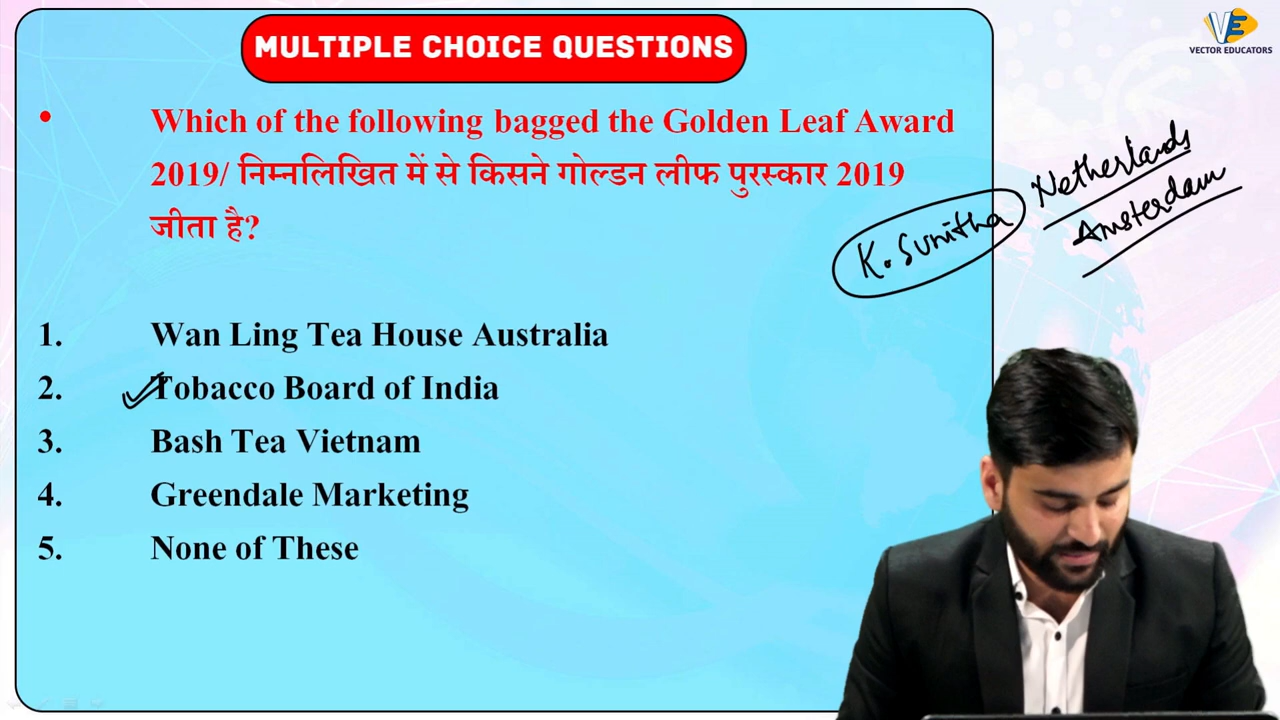 MULTIPLE CHOICE QUESTIONS
VE
VECTOR EDUCATORS
• Which of the following bagged the Golden Leaf Award
2019/ निम्नलिखित में से किसने गोल्डन लीफ पुरस्कार 2019
जीता है?
K. Sunitha
Netherlands
Amsterdam
1. Wan Ling Tea House Australia
2. Tobacco Board of India
3. Bash Tea Vietnam
4. Greendale Marketing
5. None of These